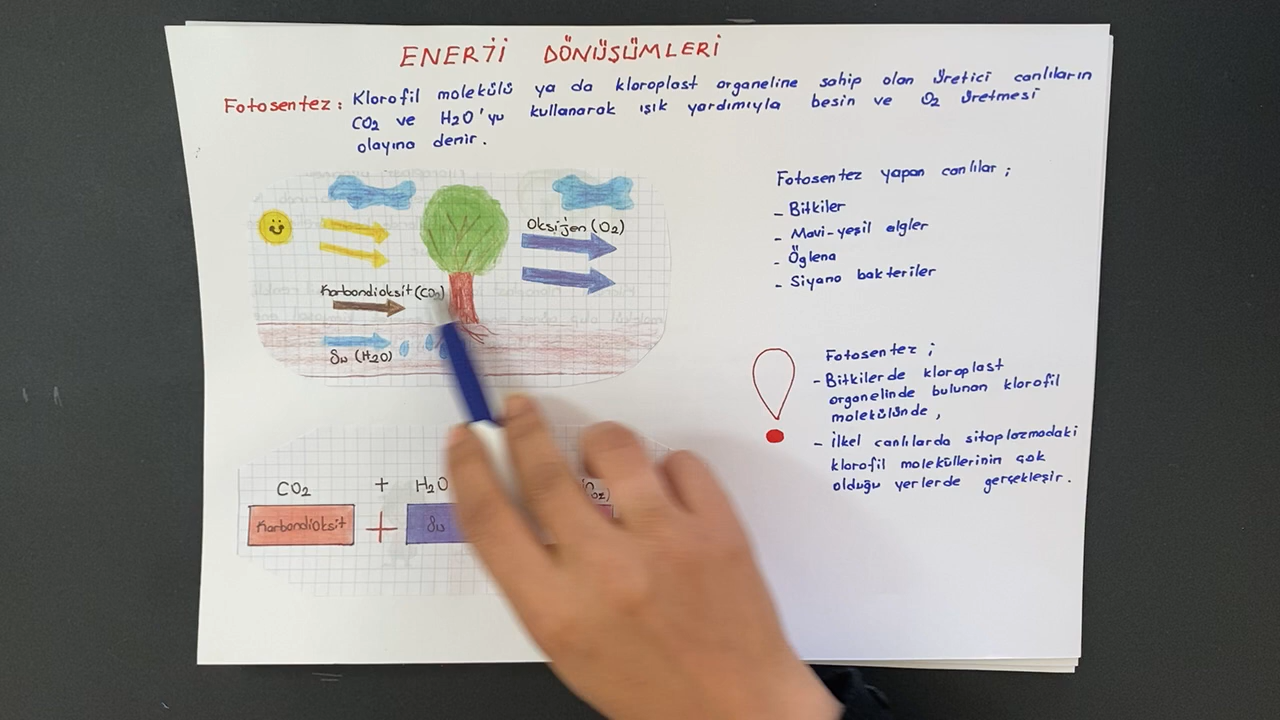 ENERJİ DÖNÜŞÜMLERİ
Fotosentez : Klorofil molekülü ya da kloroplast organeline sahip olan üretici canlıların
CO2 ve H2O'yu kullanarak ışık yardımıyla besin ve O2 üretmesi
olayına denir.
Oksijen (O2)
Karbondioksit (CO2)
Su (H2O)
CO2 + H2O
Karbondioksit + Su
Fotosentez yapan canlılar ;
- Bitkiler
- Mavi-yeşil algler
- Öglena
- Siyano bakteriler
Fotosentez ;
- Bitkilerde kloroplast
organelinde bulunan klorofil
molekülünde ,
- İlkel canlılarda sitoplazmadaki
klorofil moleküllerinin çok
olduğu yerlerde gerçekleşir.